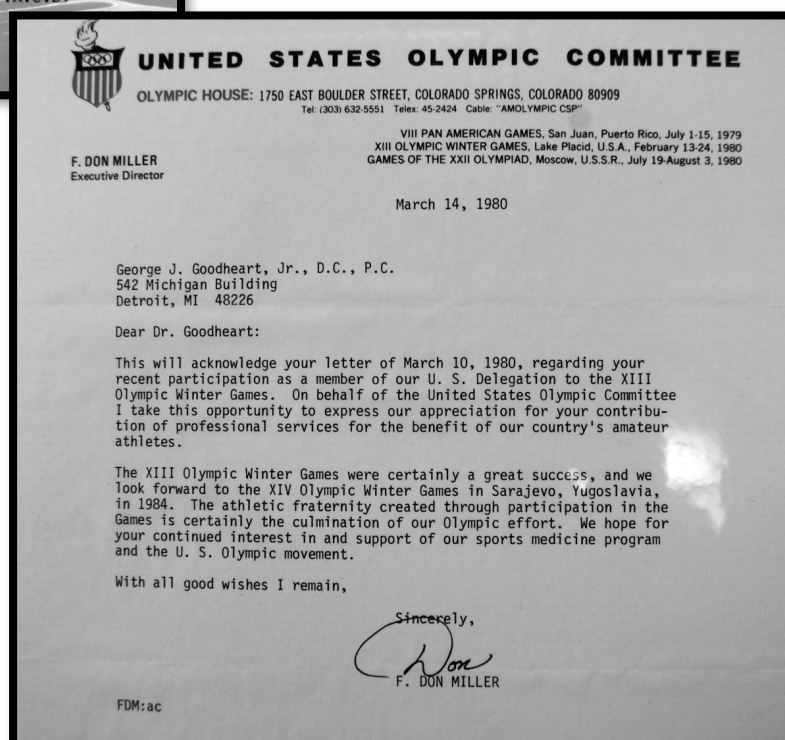 UNITED STATES OLYMPIC COMMITTEE
OLYMPIC HOUSE: 1750 EAST BOULDER STREET, COLORADO SPRINGS, COLORADO 80909
Tel: (303) 632-5551 Telex: 45-2424 Cable: "AMOLYMPIC CSP"
VIII PAN AMERICAN GAMES, San Juan, Puerto Rico, July 1-15, 1979
XIII OLYMPIC WINTER GAMES, Lake Placid, U.S.A., February 13-24, 1980
GAMES OF THE XXII OLYMPIAD, Moscow, U.S.S.R., July 19-August 3, 1980
F. DON MILLER
Executive Director
March 14, 1980
George J. Goodheart, Jr., D.C., P.C.
542 Michigan Building
Detroit, MI 48226
Dear Dr. Goodheart:
This will acknowledge your letter of March 10, 1980, regarding your
recent participation as a member of our U. S. Delegation to the XIII
Olympic Winter Games. On behalf of the United States Olympic Committee
I take this opportunity to express our appreciation for your contribu-
tion of professional services for the benefit of our country's amateur
athletes.
The XIII Olympic Winter Games were certainly a great success, and we
look forward to the XIV Olympic Winter Games in Sarajevo, Yugoslavia,
in 1984. The athletic fraternity created through participation in the
Games is certainly the culmination of our Olympic effort. We hope for
your continued interest in and support of our sports medicine program
and the U. S. Olympic movement.
With all good wishes I remain,
Sincerely,
Don
F. DON MILLER
FDM:ac